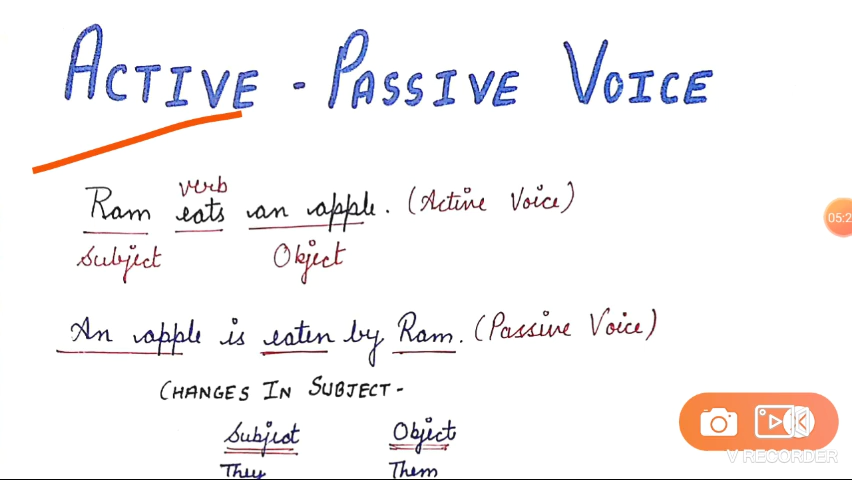 ACTIVE - PASSIVE VOICE
verb
Ram eats an apple. (Active Voice)
Subject Object
An apple is eaten by Ram. (Passive Voice)
CHANGES IN SUBJECT -
Subject Object
They Them
05:2
V RECORDER